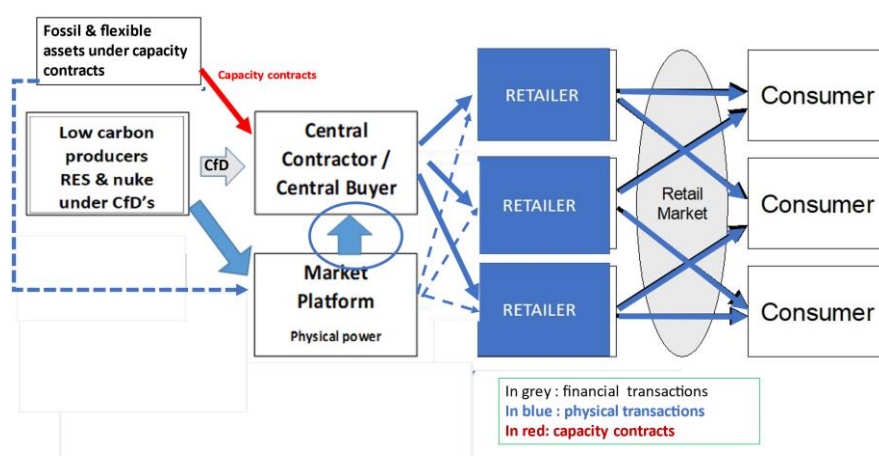 Fossil & flexible
assets under capacity
contracts
Capacity contracts
Low carbon
producers
RES & nuke
under CfD's
CfD
Central
Contractor /
Central Buyer
Market
Platform
Physical power
RETAILER
RETAILER
RETAILER
Retail
Market
Consumer
Consumer
Consumer
In grey : financial transactions
In blue : physical transactions
In red: capacity contracts